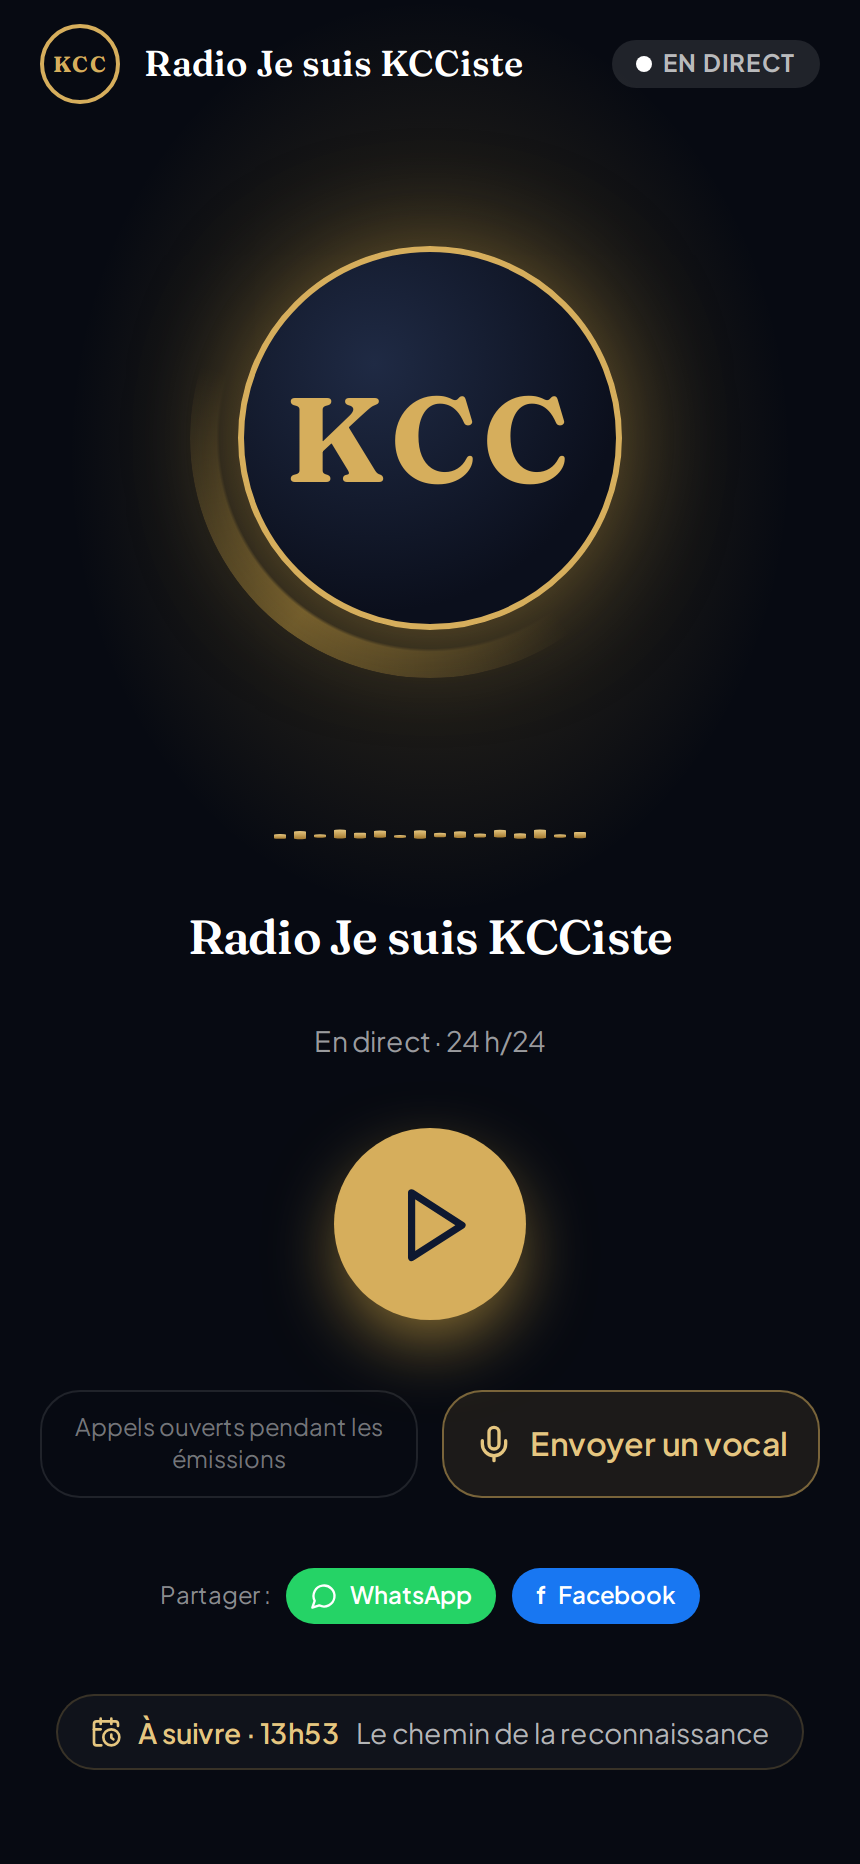 KCC
Radio Je suis KCCiste
EN DIRECT
KCC
Radio Je suis KCCiste
En direct · 24 h/24
Appels ouverts pendant les
émissions
Envoyer un vocal
Partager :
WhatsApp
f Facebook
À suivre · 13h53 Le chemin de la reconnaissance